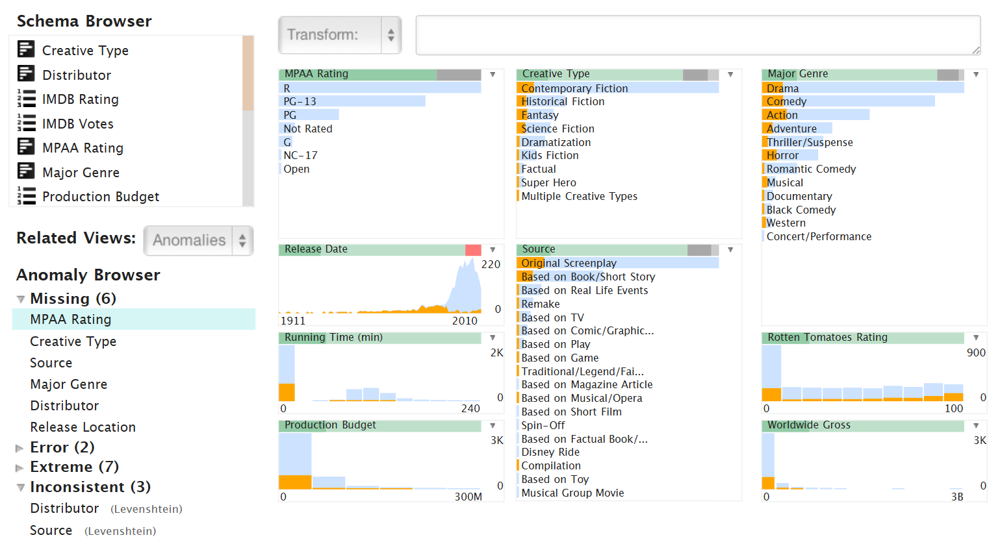 Schema Browser
Creative Type
Distributor
IMDB Rating
IMDB Votes
MPAA Rating
Major Genre
Production Budget
Related Views: Anomalies
Anomaly Browser
Missing (6)
MPAA Rating
Creative Type
Source
Major Genre
Distributor
Release Location
Error (2)
Extreme (7)
Inconsistent (3)
Distributor (Levenshtein)
Source (Levenshtein)
Transform:
MPAA Rating
R
PG-13
PG
Not Rated
G
NC-17
Open
Creative Type
Contemporary Fiction
Historical Fiction
Fantasy
Science Fiction
Dramatization
Kids Fiction
Factual
Super Hero
Multiple Creative Types
Major Genre
Drama
Comedy
Action
Adventure
Thriller/Suspense
Horror
Romantic Comedy
Musical
Documentary
Black Comedy
Western
Concert/Performance
Release Date
220
0
1911 2010
Source
Original Screenplay
Based on Book/Short Story
Based on Real Life Events
Remake
Based on TV
Based on Comic/Graphic...
Based on Play
Based on Game
Traditional/Legend/Fai...
Based on Magazine Article
Based on Musical/Opera
Based on Short Film
Spin-Off
Based on Factual Book/...
Disney Ride
Compilation
Based on Toy
Musical Group Movie
Running Time (min)
2K
0
0 240
Rotten Tomatoes Rating
900
0
0 100
Production Budget
3K
0
0 300M
Worldwide Gross
3K
0
0 3B